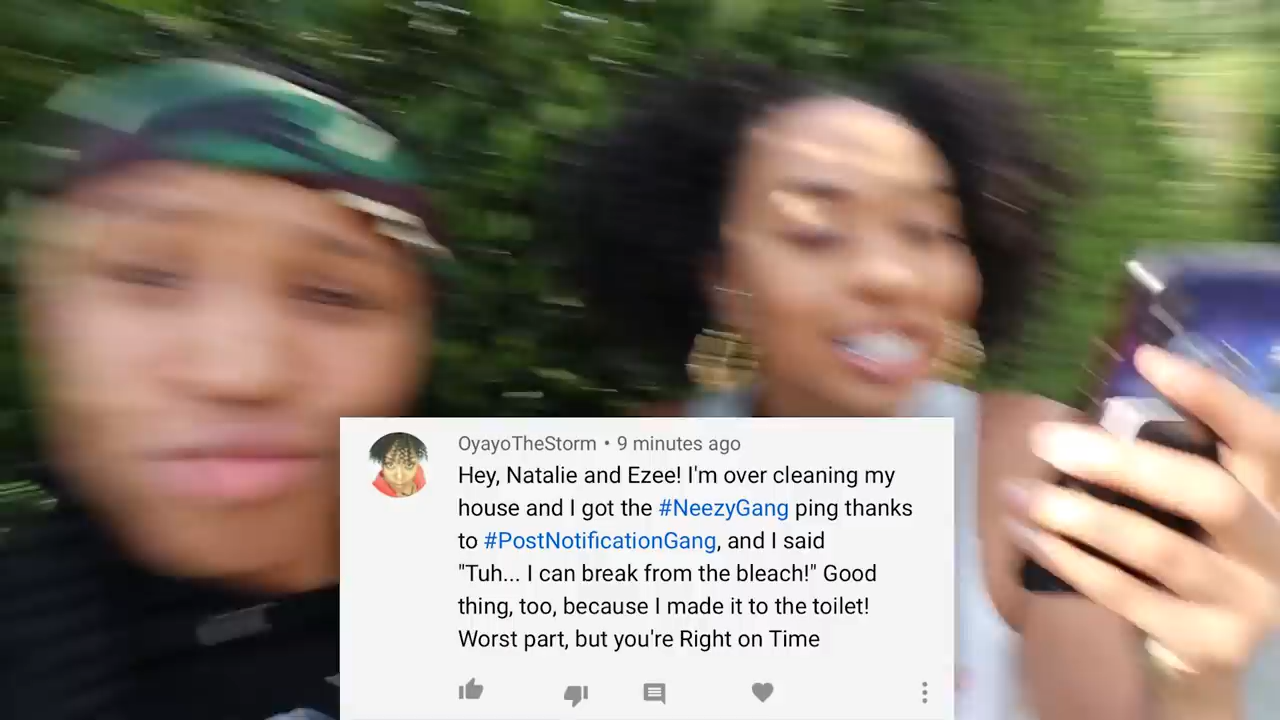 OyayoTheStorm • 9 minutes ago
Hey, Natalie and Ezee! I'm over cleaning my
house and I got the #NeezyGang ping thanks
to #PostNotificationGang, and I said
"Tuh... I can break from the bleach!" Good
thing, too, because I made it to the toilet!
Worst part, but you're Right on Time